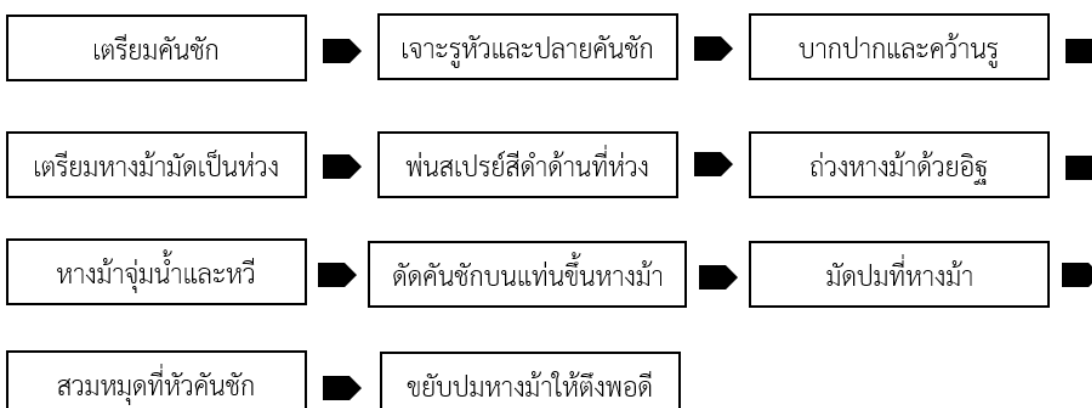 เตรียมคันชัก
เจาะรูหัวและปลายคันชัก
บากปากและคว้านรู
เตรียมหางม้ามัดเป็นห่วง
พ่นสเปรย์สีดำด้านที่ห่วง
ถ่วงหางม้าด้วยอิฐ
หางม้าจุ่มน้ำและหวี
ดัดคันชักบนแท่นขึ้นหางม้า
มัดปมที่หางม้า
สวมหมุดที่หัวคันชัก
ขยับปมหางม้าให้ตึงพอดี